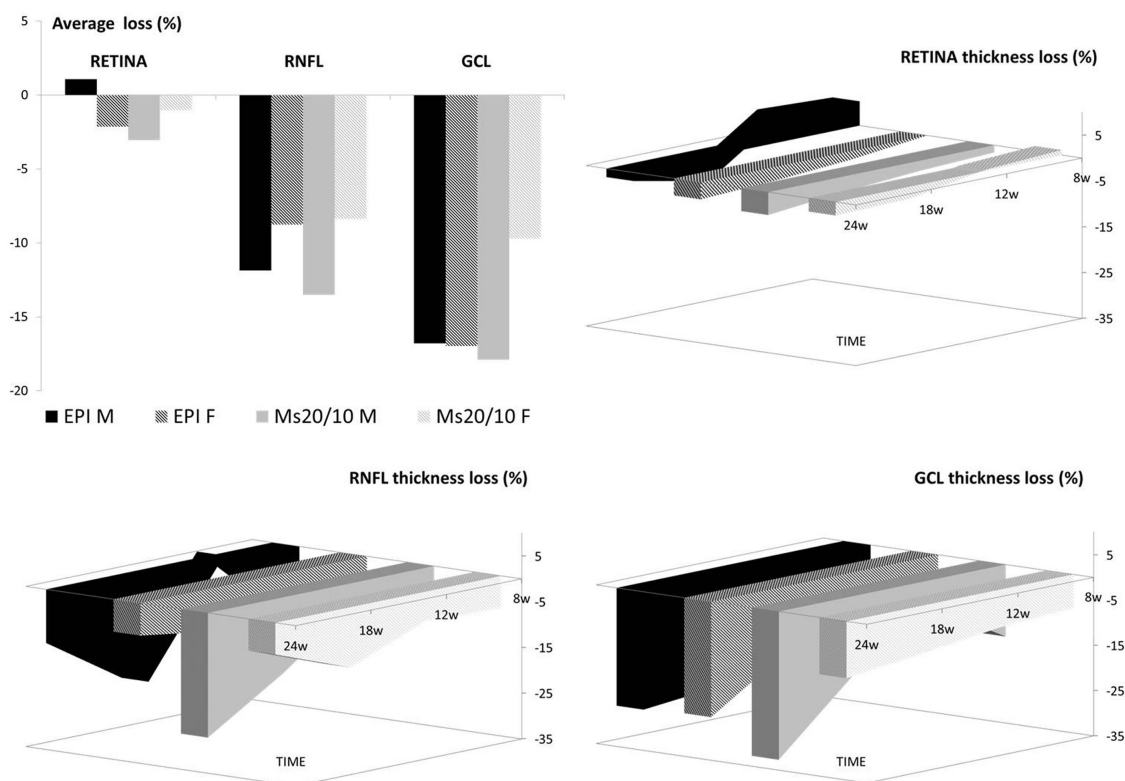 Average loss (%)
5
0
-5
-10
-15
-20
RETINA
RNFL
GCL
EPI M
EPI F
Ms20/10 M
Ms20/10 F
RETINA thickness loss (%)
5
-5
-15
-25
-35
8w
12w
18w
24w
TIME
RNFL thickness loss (%)
5
-5
-15
-25
-35
8w
12w
18w
24w
TIME
GCL thickness loss (%)
5
-5
-15
-25
-35
8w
12w
18w
24w
TIME